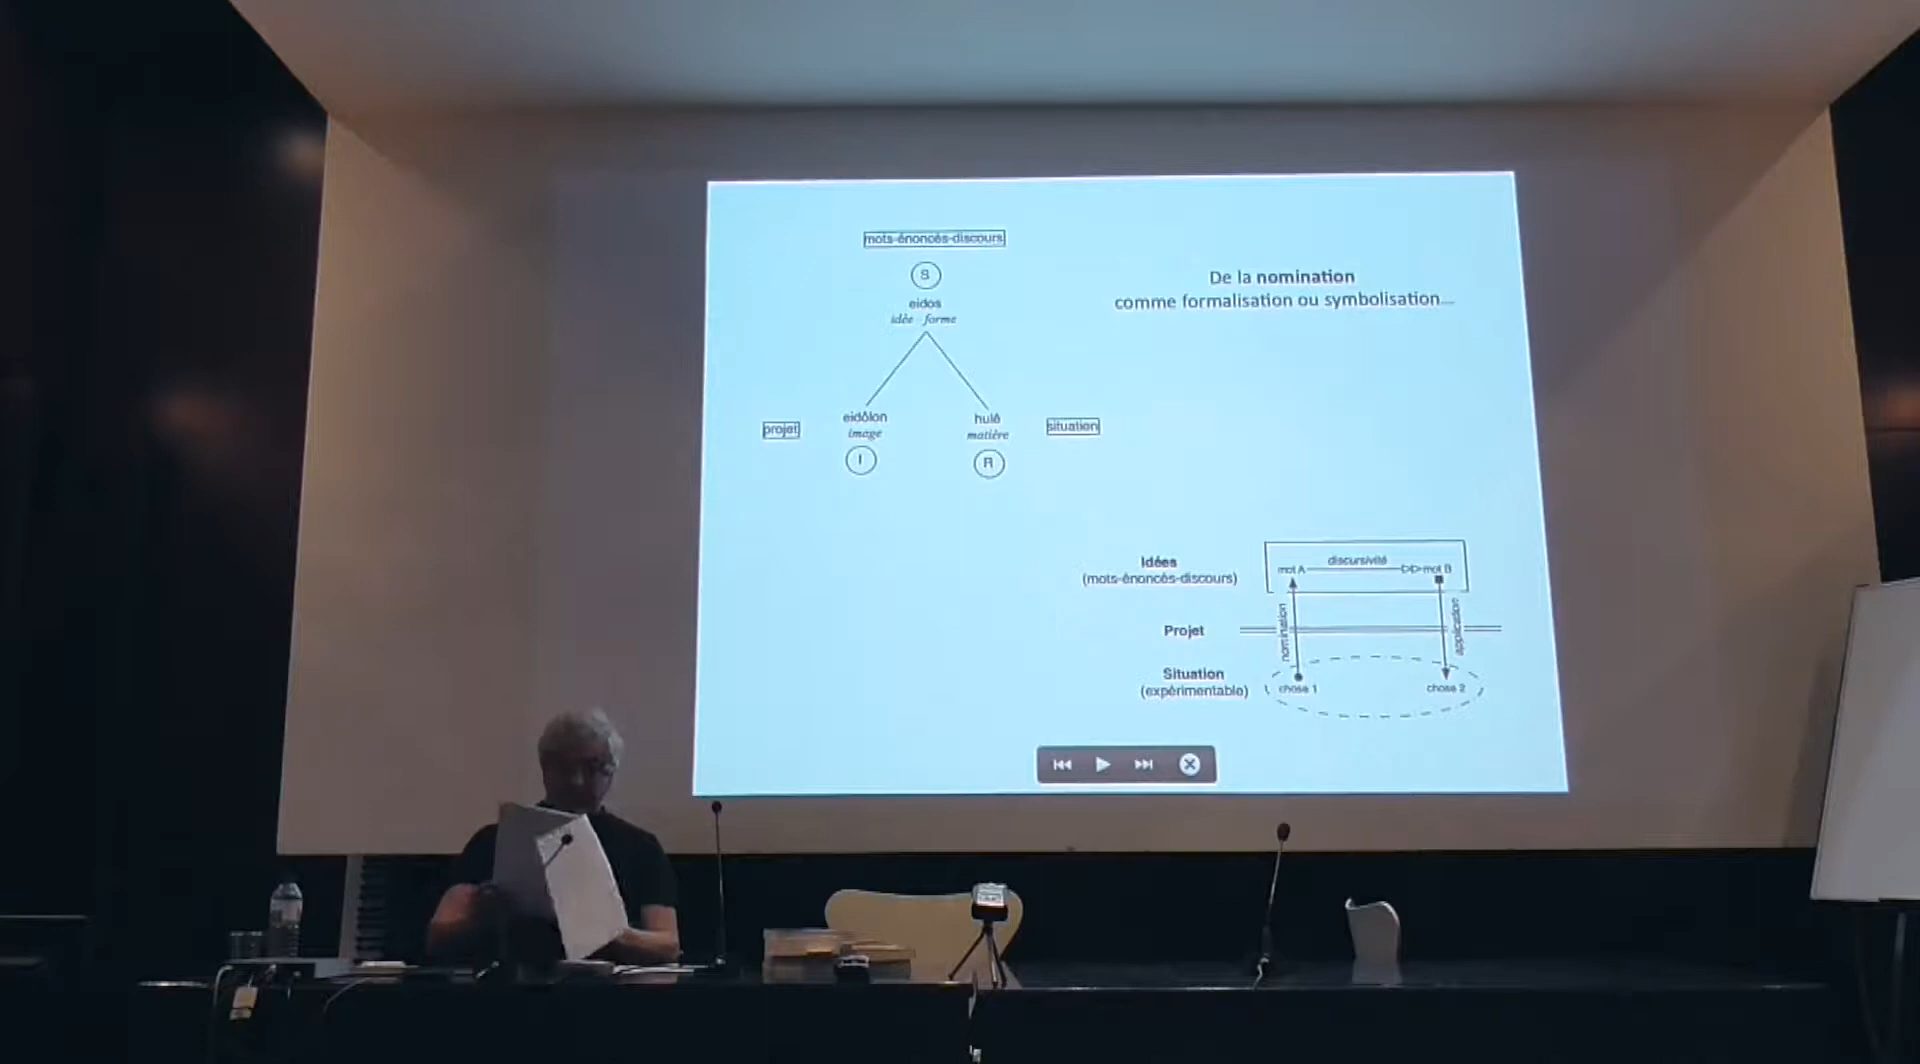 mots-énoncés-discours
S
eidos
idée forme
eidôlon
image
I
hulê
matière
R
projet
situation
De la nomination
comme formalisation ou symbolisation...
Idées
(mots-énoncés-discours)
mot A
discursivité
mot B
nomination
application
Projet
Situation
(expérimentable)
chose 1
chose 2